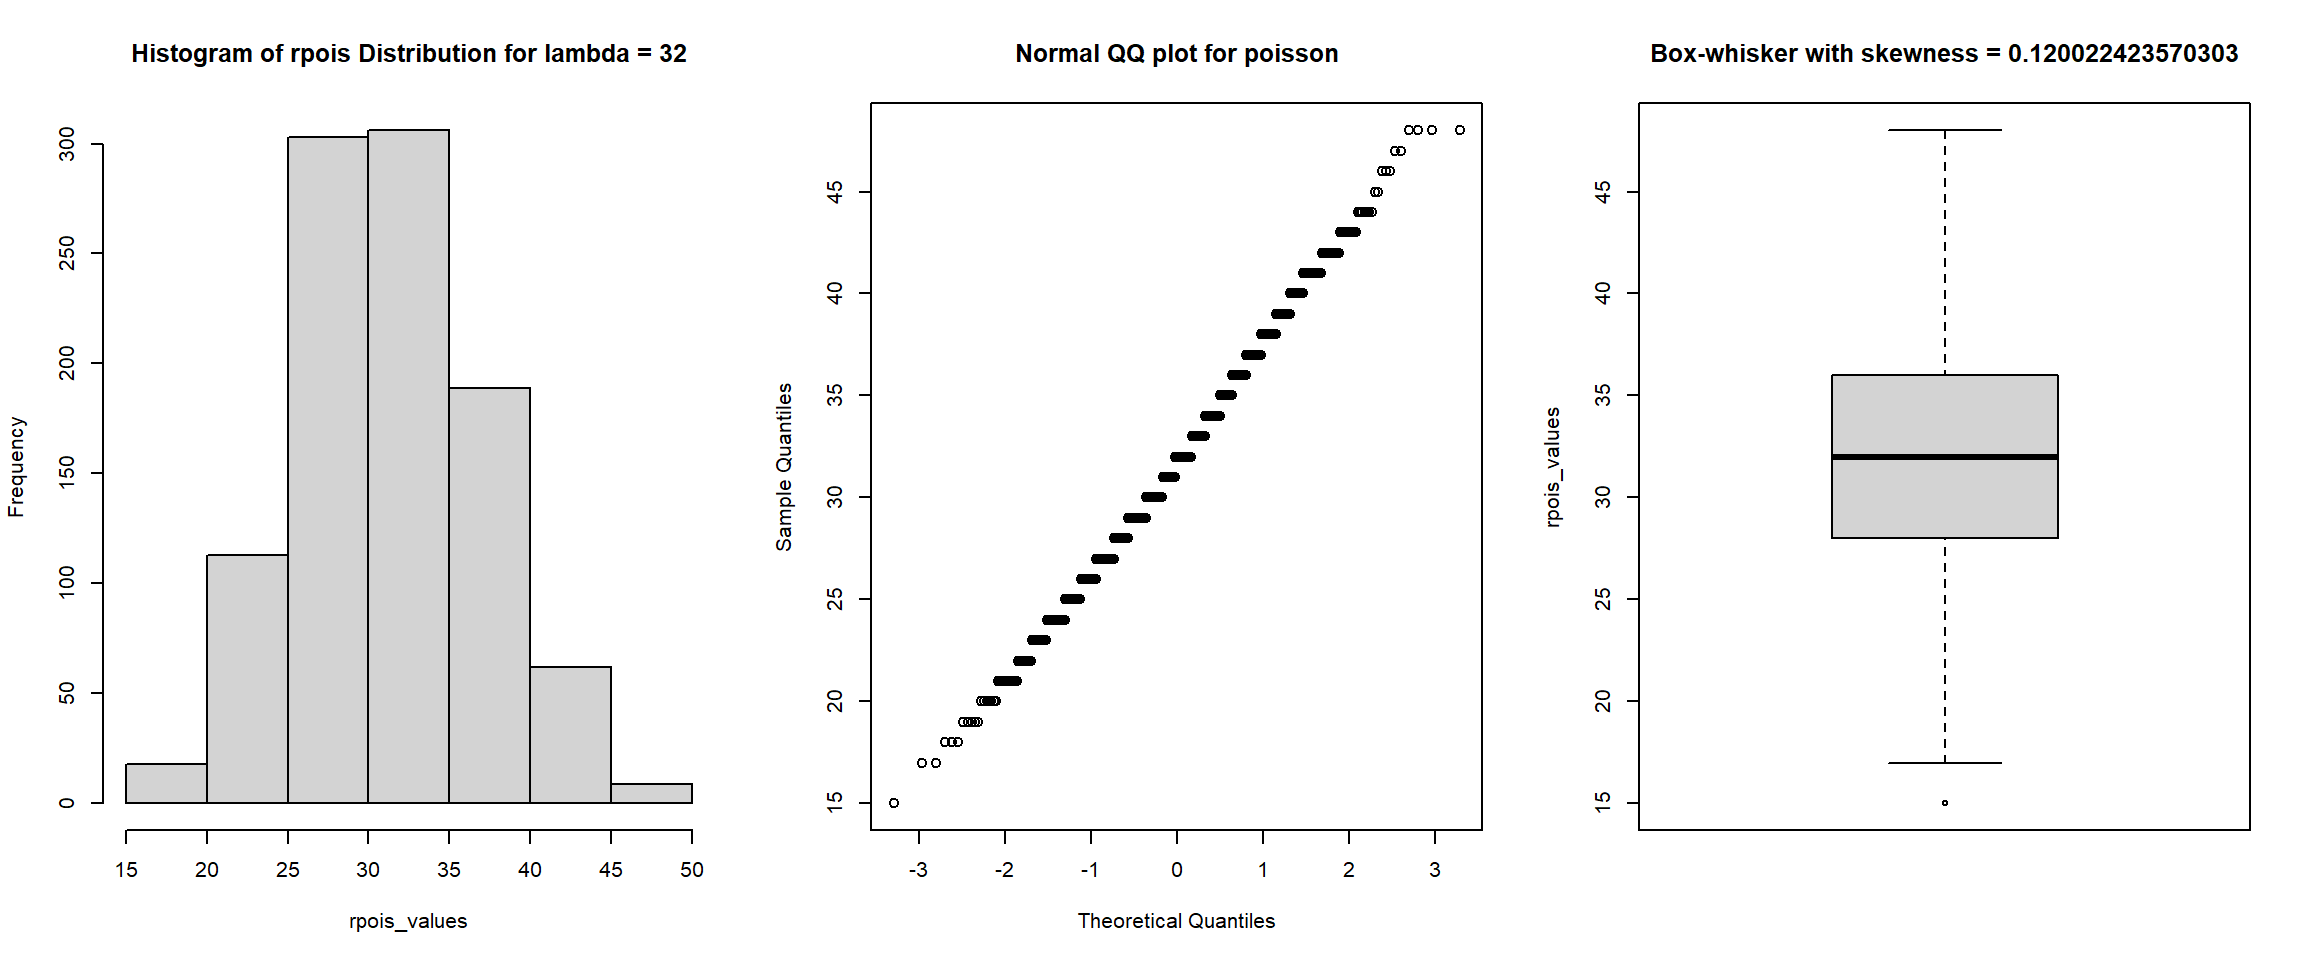 Histogram of rpois Distribution for lambda = 32
Frequency
300
250
200
150
100
50
0
15 20 25 30 35 40 45 50
rpois_values
Normal QQ plot for poisson
Sample Quantiles
45
40
35
30
25
20
15
-3 -2 -1 0 1 2 3
Theoretical Quantiles
Box-whisker with skewness = 0.120022423570303
rpois_values
45
40
35
30
25
20
15